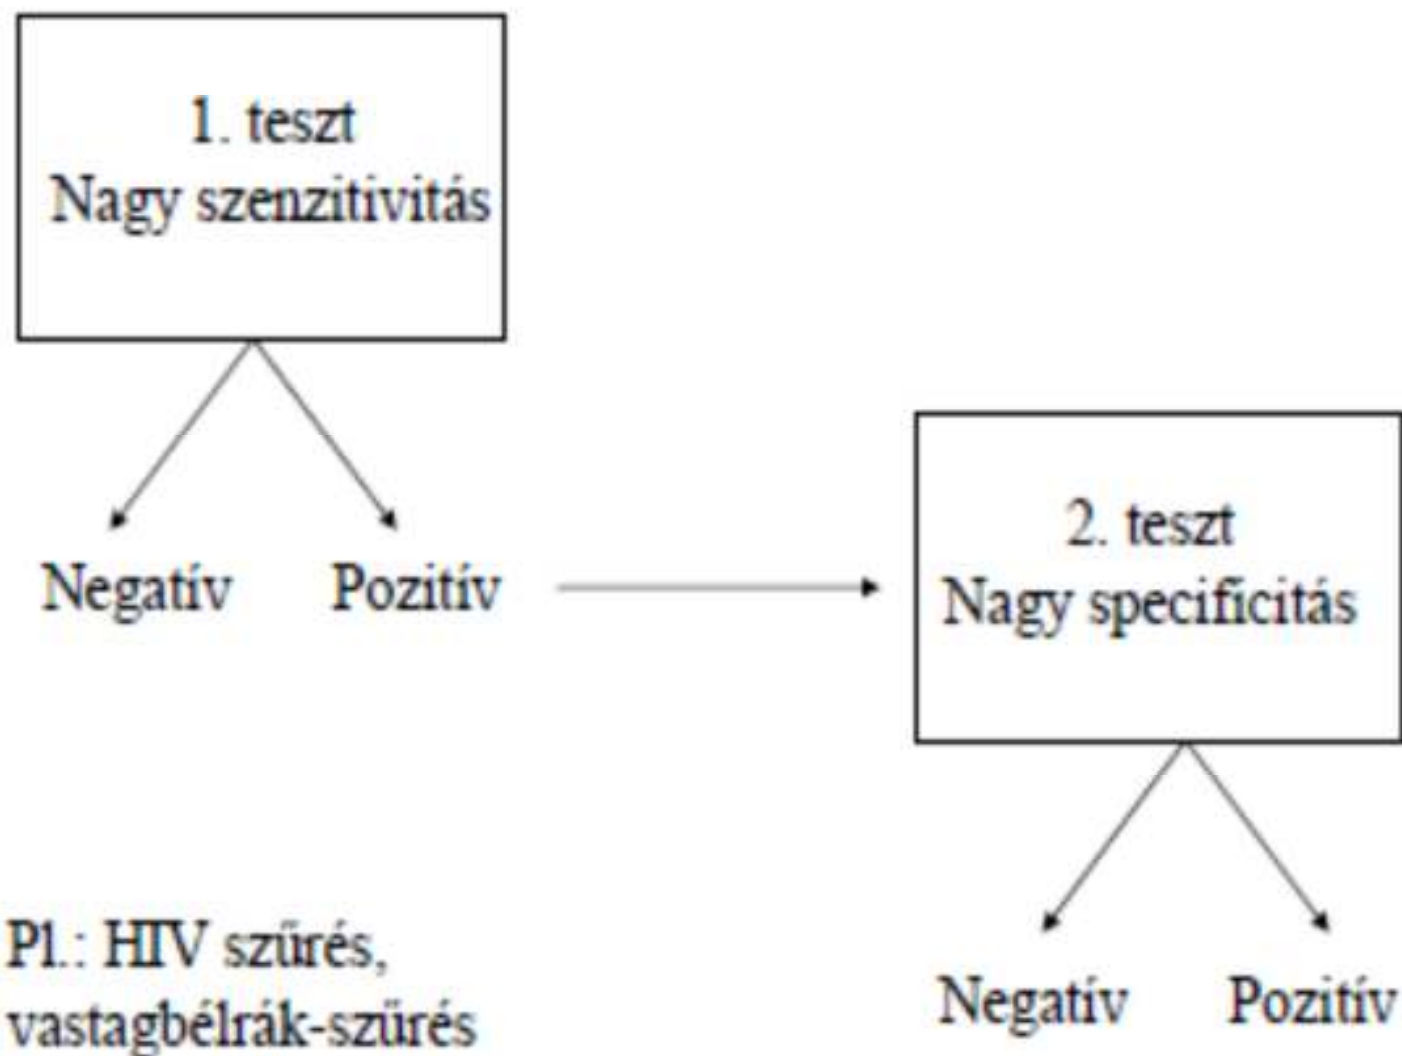 1. teszt
Nagy szenzitivitás
Negatív
Pozitív
2. teszt
Nagy specificitás
Negatív
Pozitív
Pl.: HIV szűrés,
vastagbélrák-szűrés